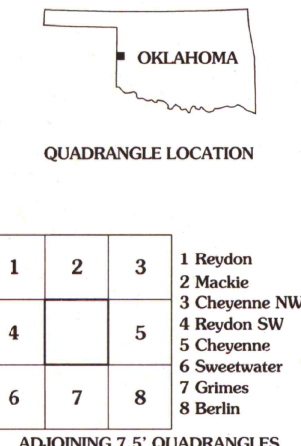 OKLAHOMA
QUADRANGLE LOCATION
1 2 3
4 5
6 7 8
1 Reydon
2 Mackie
3 Cheyenne NW
4 Reydon SW
5 Cheyenne
6 Sweetwater
7 Grimes
8 Berlin
ADJOINING 7.5' QUADRANGLES